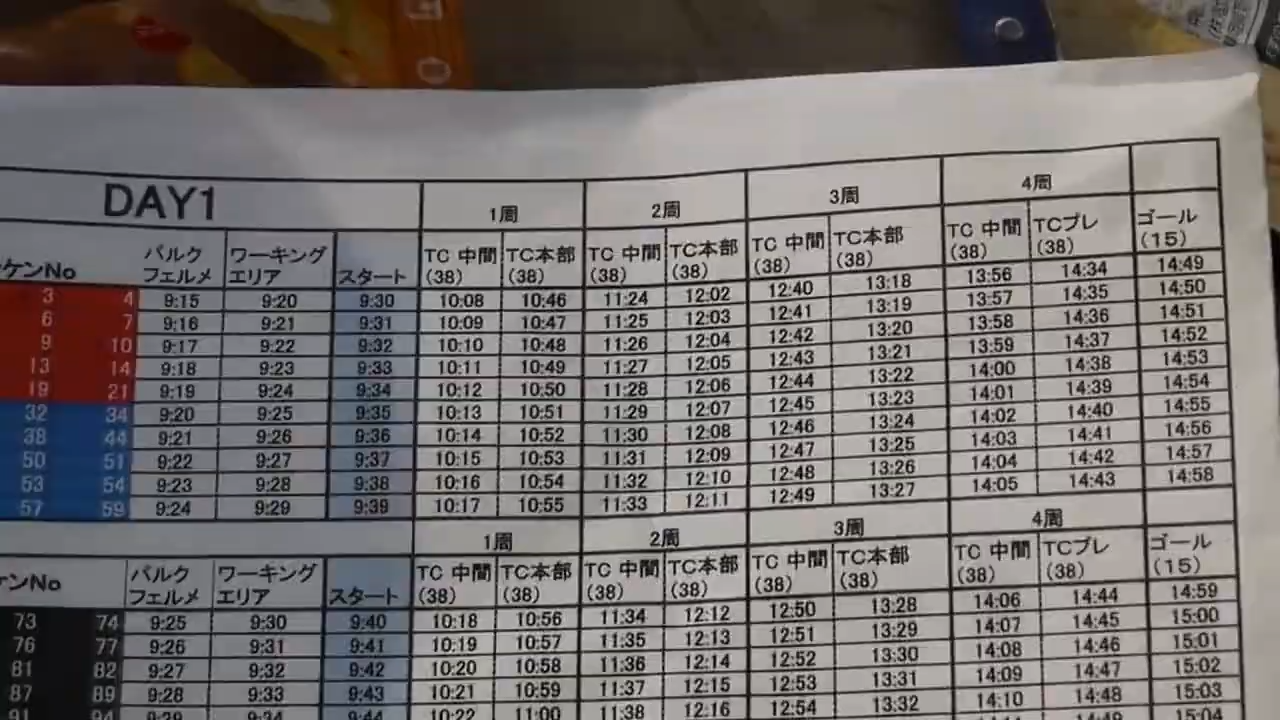 DAY1 1周 2周 3周 4周
ケンNo パルクフェルメ ワーキングエリア スタート TC 中間(38) TC本部(38) TC 中間(38) TC本部(38) TC 中間(38) TC本部(38) TC 中間(38) TCプレ(38) ゴール(15)
3 4 9:15 9:20 9:30 10:08 10:46 11:24 12:02 12:40 13:18 13:56 14:34 14:49
6 7 9:16 9:21 9:31 10:09 10:47 11:25 12:03 12:41 13:19 13:57 14:35 14:50
9 10 9:17 9:22 9:32 10:10 10:48 11:26 12:04 12:42 13:20 13:58 14:36 14:51
13 14 9:18 9:23 9:33 10:11 10:49 11:27 12:05 12:43 13:21 13:59 14:37 14:52
19 21 9:19 9:24 9:34 10:12 10:50 11:28 12:06 12:44 13:22 14:00 14:38 14:53
32 34 9:20 9:25 9:35 10:13 10:51 11:29 12:07 12:45 13:23 14:01 14:39 14:54
38 44 9:21 9:26 9:36 10:14 10:52 11:30 12:08 12:46 13:24 14:02 14:40 14:55
50 51 9:22 9:27 9:37 10:15 10:53 11:31 12:09 12:47 13:25 14:03 14:41 14:56
53 54 9:23 9:28 9:38 10:16 10:54 11:32 12:10 12:48 13:26 14:04 14:42 14:57
57 59 9:24 9:29 9:39 10:17 10:55 11:33 12:11 12:49 13:27 14:05 14:43 14:58
1周 2周 3周 4周
ケンNo パルクフェルメ ワーキングエリア スタート TC 中間(38) TC本部(38) TC 中間(38) TC本部(38) TC 中間(38) TC本部(38) TC 中間(38) TCプレ(38) ゴール(15)
73 74 9:25 9:30 9:40 10:18 10:56 11:34 12:12 12:50 13:28 14:06 14:44 14:59
76 77 9:26 9:31 9:41 10:19 10:57 11:35 12:13 12:51 13:29 14:07 14:45 15:00
81 82 9:27 9:32 9:42 10:20 10:58 11:36 12:14 12:52 13:30 14:08 14:46 15:01
87 89 9:28 9:33 9:43 10:21 10:59 11:37 12:15 12:53 13:31 14:09 14:47 15:02
91 94 9:29 9:34 9:44 10:22 11:00 11:38 12:16 12:54 13:32 14:10 14:48 15:03
15:04